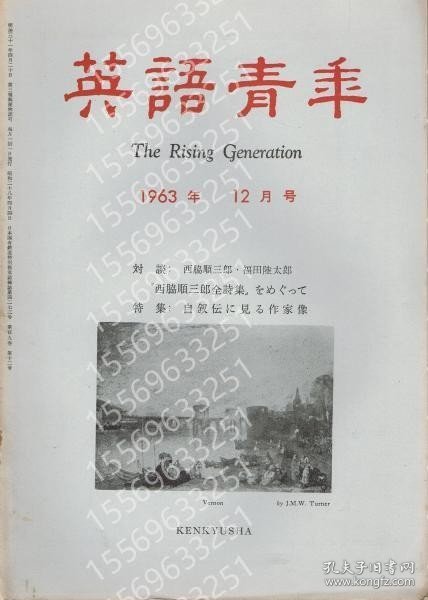 英語青年
The Rising Generation
1963年 12月号
対談：西脇順三郎・福田陸太郎
『西脇順三郎全詩集』をめぐって
特集：自叙伝に見る作家像
Vernon by J.M.W. Turner
KENKYUSHA
15569633251
孔夫子旧书网
www.kongfz.com